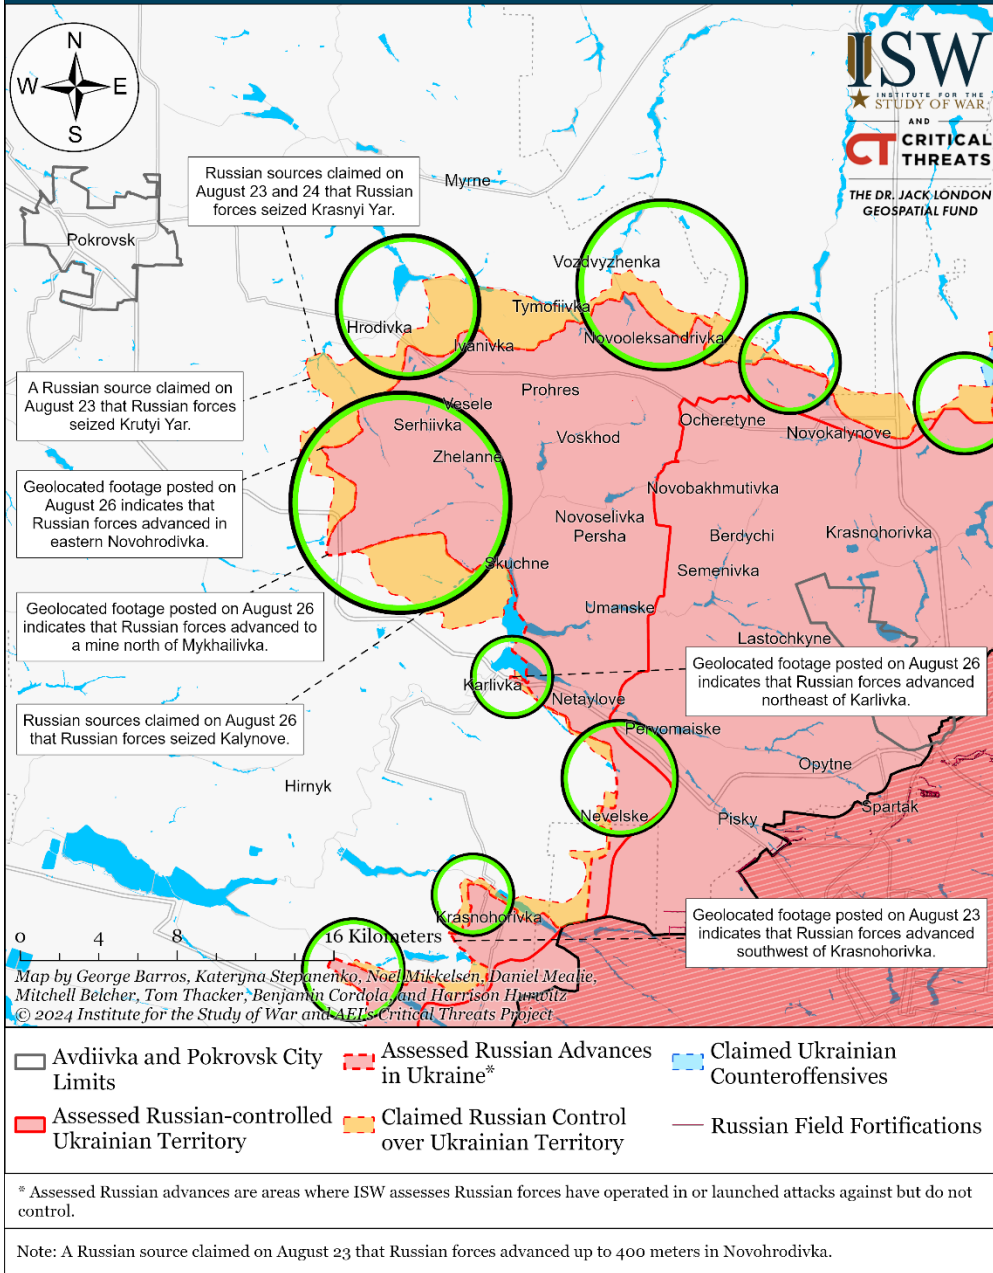 N
W E
S
ISW
INSTITUTE FOR THE
STUDY OF WAR
AND
CT CRITICAL
THREATS
THE DR. JACK LONDON
GEOSPATIAL FUND
Russian sources claimed on
August 23 and 24 that Russian
forces seized Krasnyi Yar.
Myrne
Pokrovsk
Vozdvyzhenka
Tymofiivka
Hrodivka
Ivanivka
Novooleksandrivka
A Russian source claimed on
August 23 that Russian forces
seized Krutyi Yar.
Prohres
Vesele
Serhiivka
Ocheretyne
Novokalynove
Voskhod
Zhelanne
Geolocated footage posted on
August 26 indicates that
Russian forces advanced in
eastern Novohrodivka.
Novobakhmutivka
Novoselivka
Persha
Berdychi
Krasnohorivka
Skuchne
Semenivka
Geolocated footage posted on August 26
indicates that Russian forces advanced to
a mine north of Mykhailivka.
Umanske
Lastochkyne
Geolocated footage posted on August 26
indicates that Russian forces advanced
northeast of Karlivka.
Karlivka
Netaylove
Russian sources claimed on August 26
that Russian forces seized Kalynove.
Pervomaiske
Opytne
Hirnyk
Spartak
Nevelske
Pisky
Krasnohorivka
Geolocated footage posted on August 23
indicates that Russian forces advanced
southwest of Krasnohorivka.
0 4 8 16 Kilometers
Map by George Barros, Kateryna Stepanenko, Noel Mikkelsen, Daniel Mealie,
Mitchell Belcher, Tom Thacker, Benjamin Cordola, and Harrison Hurwitz
© 2024 Institute for the Study of War and AEI's Critical Threats Project
Avdiivka and Pokrovsk City
Limits
Assessed Russian Advances
in Ukraine*
Claimed Ukrainian
Counteroffensives
Assessed Russian-controlled
Ukrainian Territory
Claimed Russian Control
over Ukrainian Territory
Russian Field Fortifications
* Assessed Russian advances are areas where ISW assesses Russian forces have operated in or launched attacks against but do not
control.
Note: A Russian source claimed on August 23 that Russian forces advanced up to 400 meters in Novohrodivka.